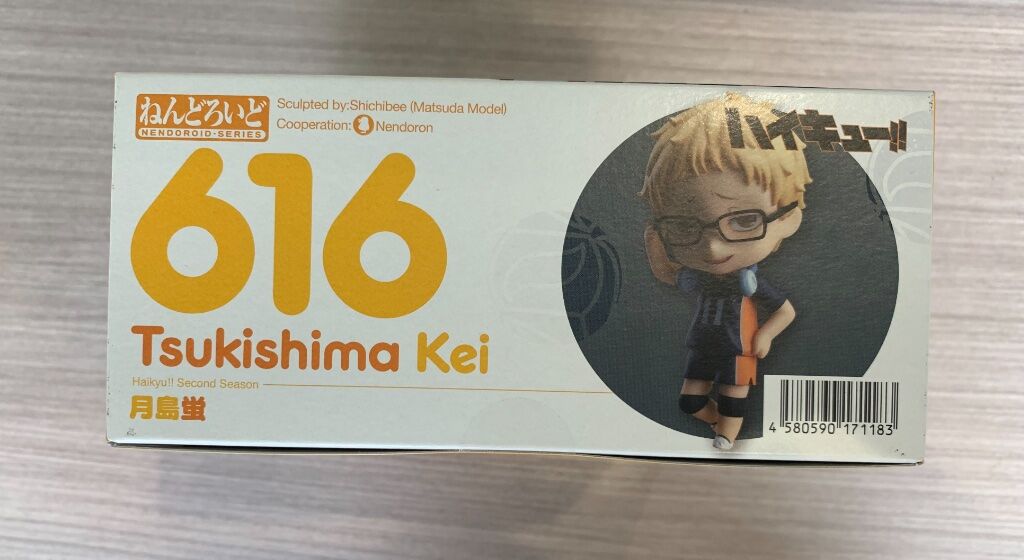 ねんどろいど
NENDOROID-SERIES
Sculpted by:Shichibee (Matsuda Model)
Cooperation: Nendoron
616
Tsukishima Kei
Haikyu!! Second Season
月島蛍
ハイキュー!!
4 580590 171183